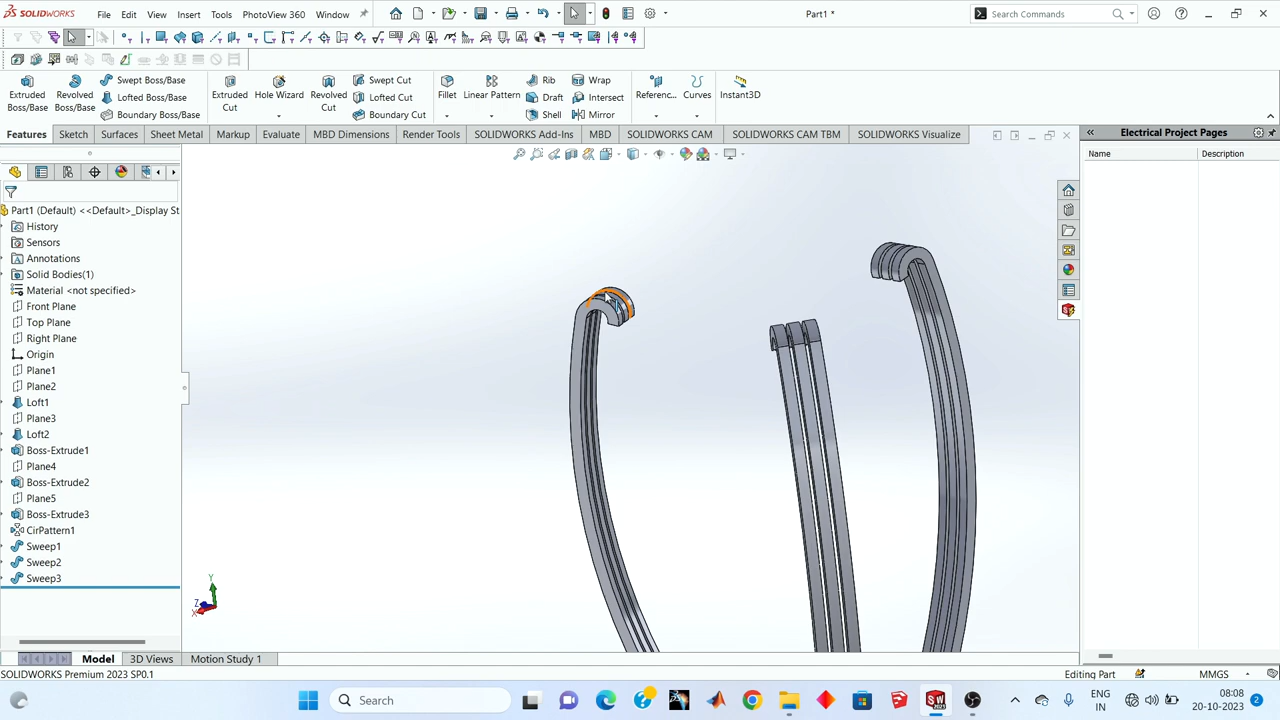 SOLIDWORKS
File
Edit
View
Insert
Tools
PhotoView 360
Window
Part1 *
Search Commands
Extruded Boss/Base
Revolved Boss/Base
Swept Boss/Base
Lofted Boss/Base
Boundary Boss/Base
Extruded Cut
Hole Wizard
Revolved Cut
Swept Cut
Lofted Cut
Boundary Cut
Fillet
Linear Pattern
Rib
Draft
Shell
Wrap
Intersect
Mirror
Referenc...
Curves
Instant3D
Features
Sketch
Surfaces
Sheet Metal
Markup
Evaluate
MBD Dimensions
Render Tools
SOLIDWORKS Add-Ins
MBD
SOLIDWORKS CAM
SOLIDWORKS CAM TBM
SOLIDWORKS Visualize
Electrical Project Pages
Name
Description
Part1 (Default) <<Default>_Display St
History
Sensors
Annotations
Solid Bodies(1)
Material <not specified>
Front Plane
Top Plane
Right Plane
Origin
Plane1
Plane2
Loft1
Plane3
Loft2
Boss-Extrude1
Plane4
Boss-Extrude2
Plane5
Boss-Extrude3
CirPattern1
Sweep1
Sweep2
Sweep3
Y
Z
X
Model
3D Views
Motion Study 1
SOLIDWORKS Premium 2023 SP0.1
Editing Part
MMGS
Search
ENG
IN
08:08
20-10-2023
2